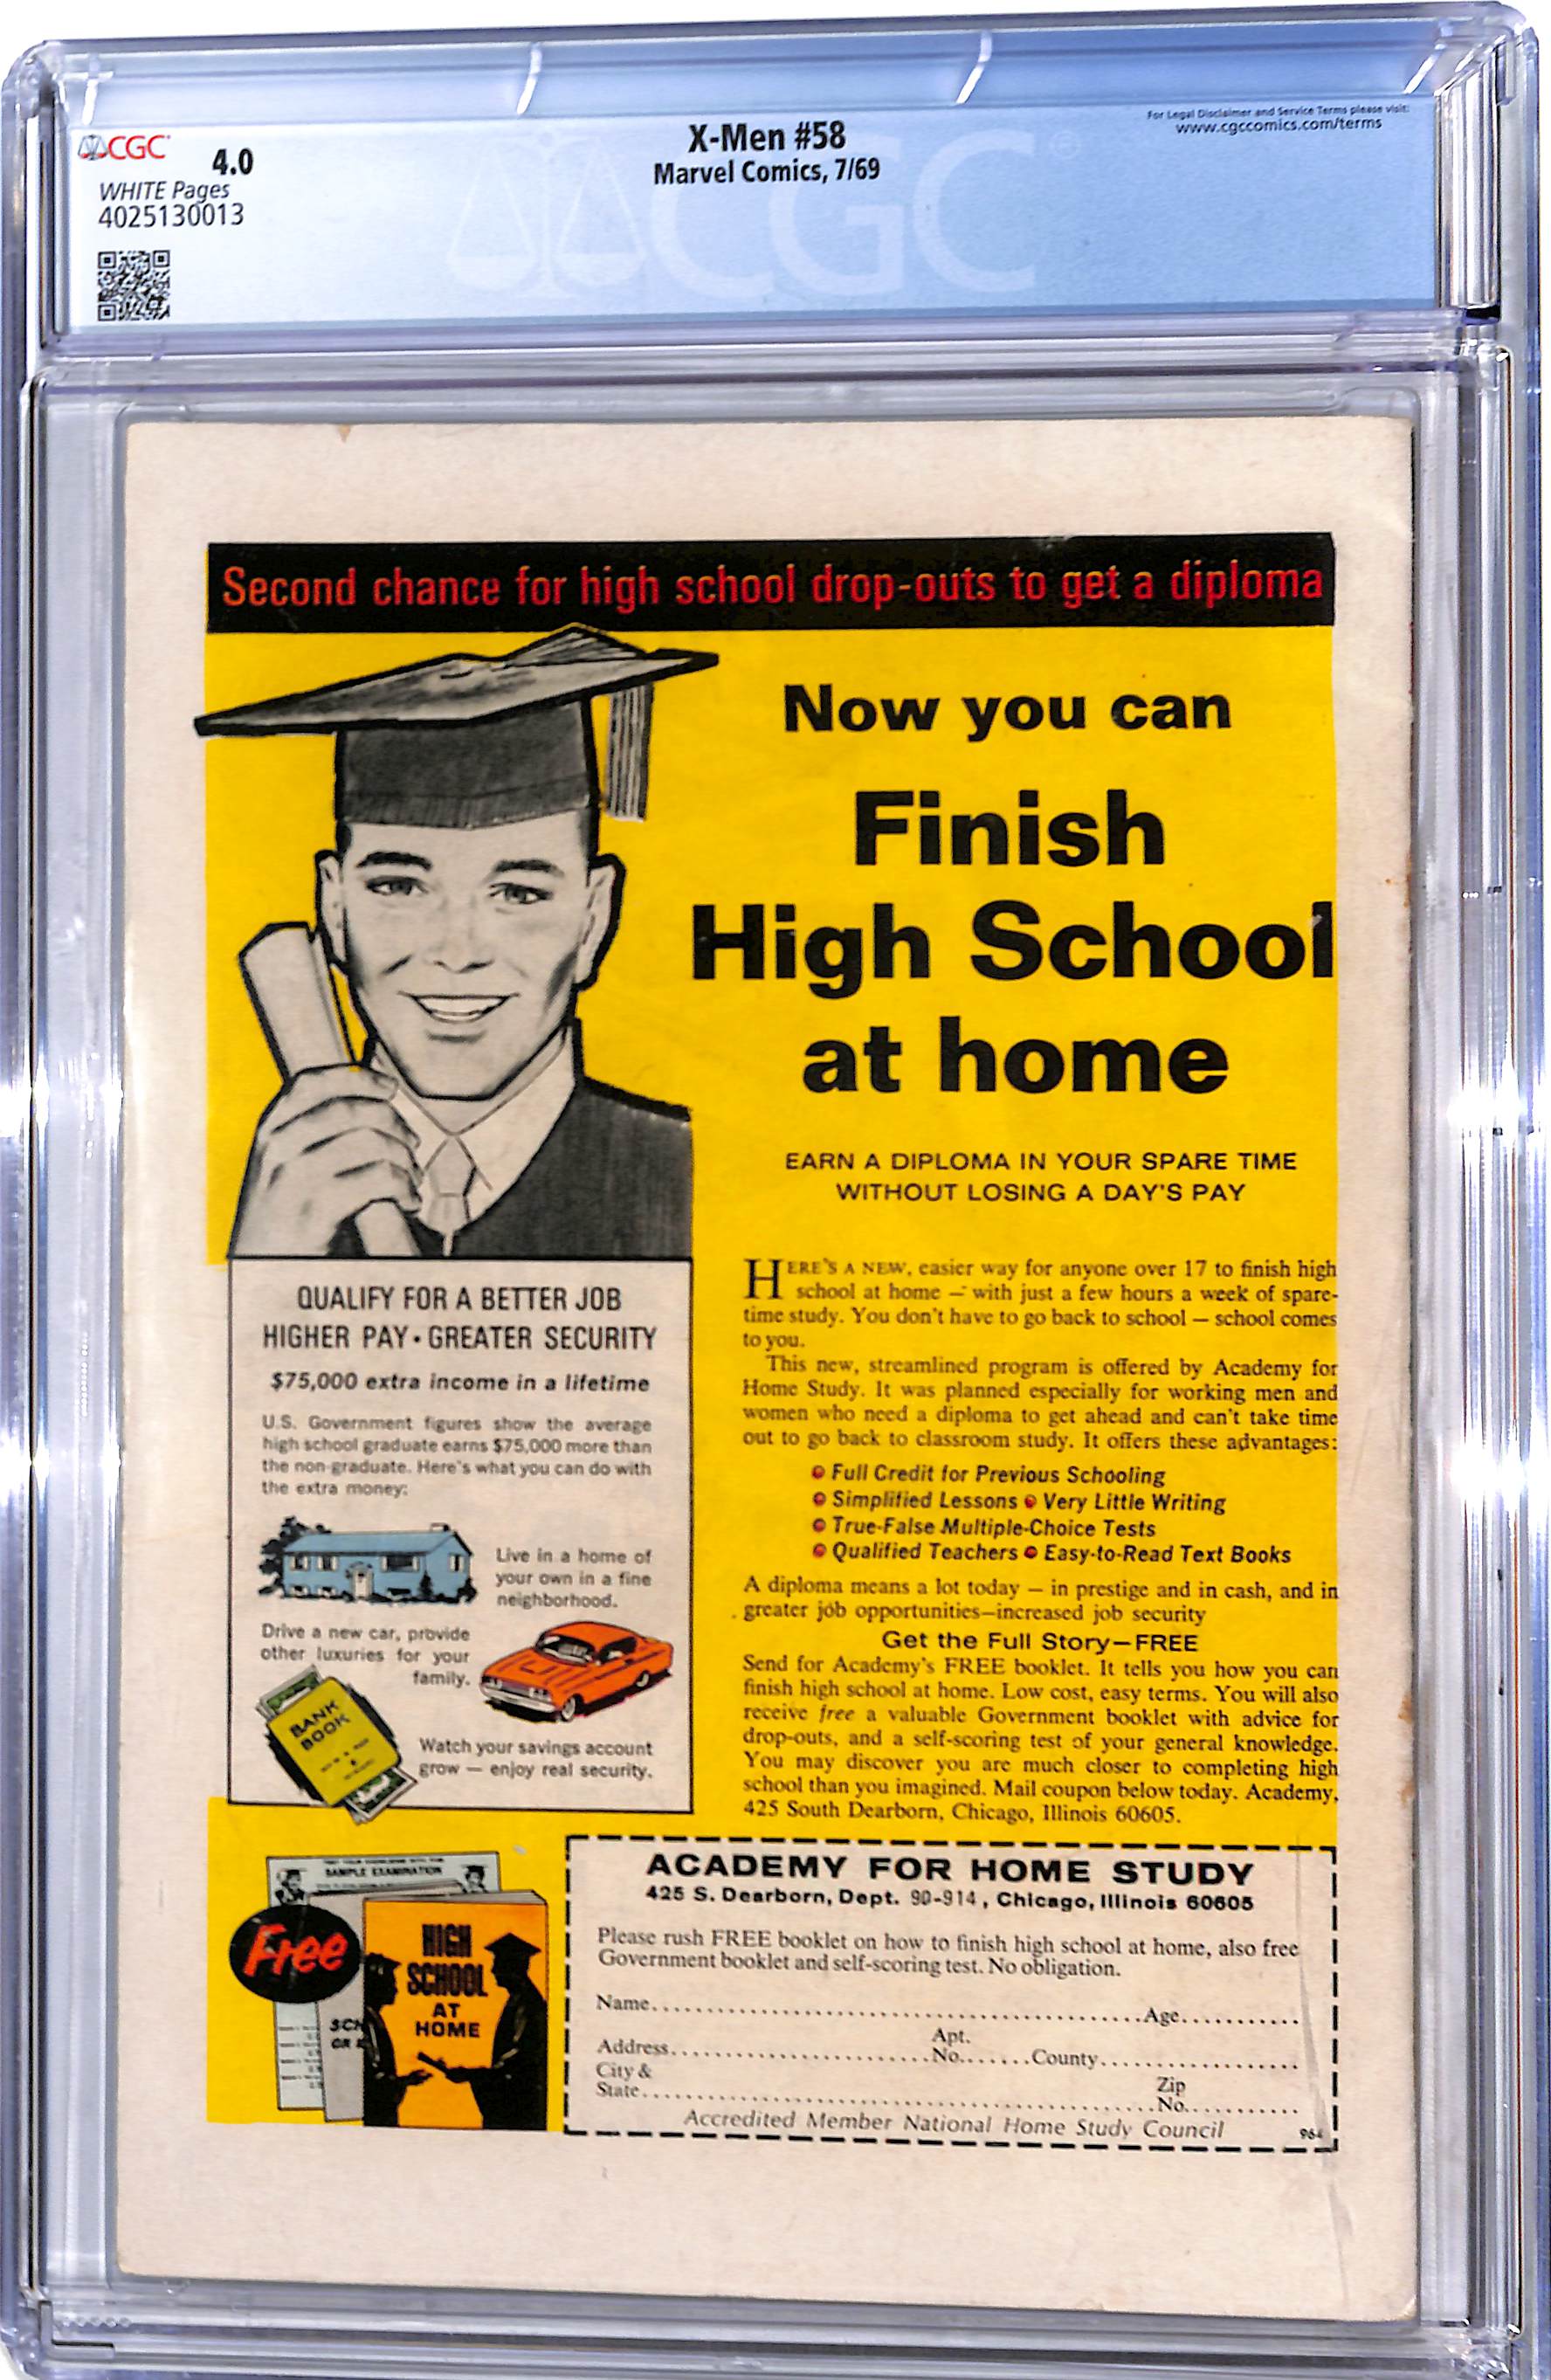 CGC
4.0
WHITE Pages
4025130013
X-Men #58
Marvel Comics, 7/69
For Legal Disclaimer and Service Terms please visit:
www.cgccomics.com/terms
CGC
Second chance for high school drop-outs to get a diploma
Now you can
Finish
High School
at home
EARN A DIPLOMA IN YOUR SPARE TIME
WITHOUT LOSING A DAY'S PAY
QUALIFY FOR A BETTER JOB
HIGHER PAY • GREATER SECURITY
$75,000 extra income in a lifetime
U.S. Government figures show the average
high school graduate earns $75,000 more than
the non-graduate. Here's what you can do with
the extra money:
Live in a home of
your own in a fine
neighborhood.
Drive a new car, provide
other luxuries for your
family.
BANK
BOOK
Watch your savings account
grow — enjoy real security.
HERE'S A NEW, easier way for anyone over 17 to finish high
school at home — with just a few hours a week of spare-
time study. You don't have to go back to school — school comes
to you.
This new, streamlined program is offered by Academy for
Home Study. It was planned especially for working men and
women who need a diploma to get ahead and can't take time
out to go back to classroom study. It offers these advantages:
• Full Credit for Previous Schooling
• Simplified Lessons • Very Little Writing
• True-False Multiple-Choice Tests
• Qualified Teachers • Easy-to-Read Text Books
A diploma means a lot today — in prestige and in cash, and in
greater job opportunities—increased job security
Get the Full Story—FREE
Send for Academy's FREE booklet. It tells you how you can
finish high school at home. Low cost, easy terms. You will also
receive free a valuable Government booklet with advice for
drop-outs, and a self-scoring test of your general knowledge.
You may discover you are much closer to completing high
school than you imagined. Mail coupon below today. Academy,
425 South Dearborn, Chicago, Illinois 60605.
SAMPLE EXAMINATION
Free
HIGH
SCHOOL
AT
HOME
SCH
OR
ACADEMY FOR HOME STUDY
425 S. Dearborn, Dept. 90-914, Chicago, Illinois 60605
Please rush FREE booklet on how to finish high school at home, also free
Government booklet and self-scoring test. No obligation.
Name..........Age..........
Apt.
Address..........No.......County..........
City &
State..........Zip
No..........
Accredited Member National Home Study Council
964